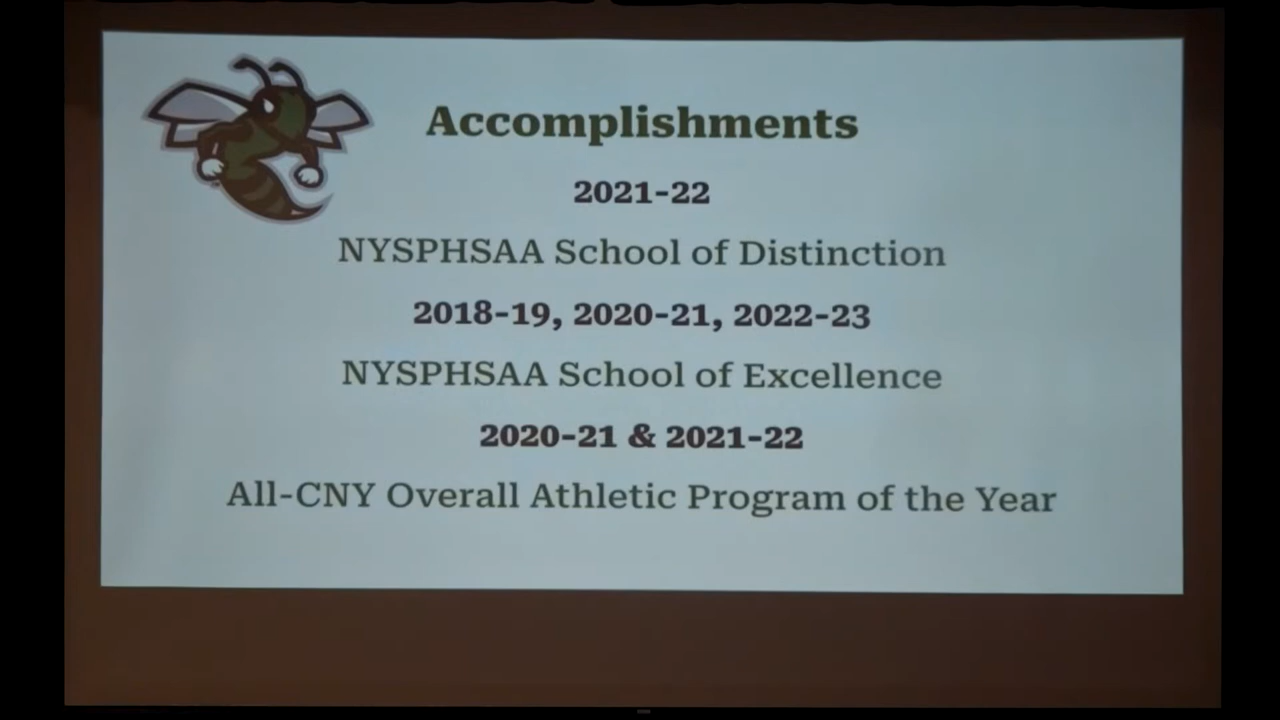 Accomplishments
2021-22
NYSPHSAA School of Distinction
2018-19, 2020-21, 2022-23
NYSPHSAA School of Excellence
2020-21 & 2021-22
All-CNY Overall Athletic Program of the Year